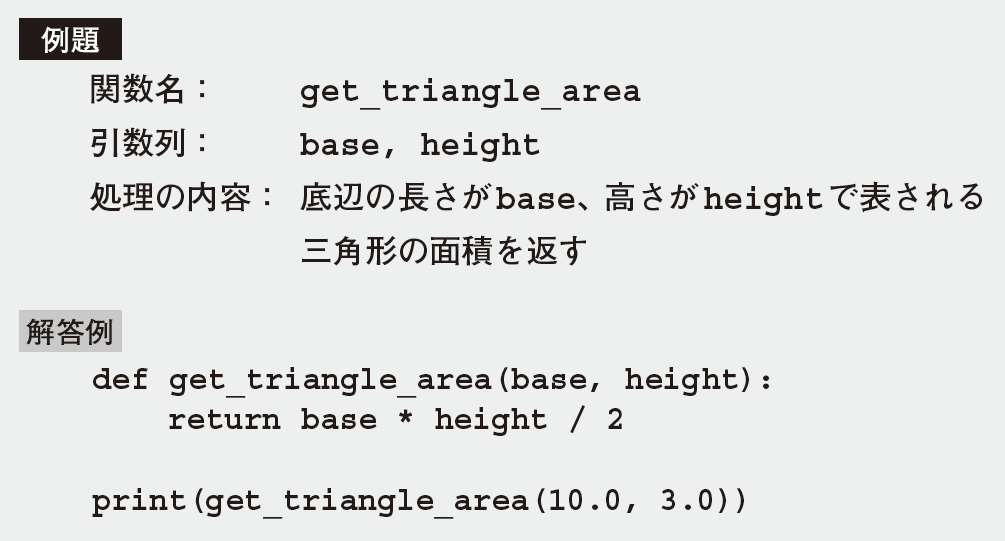 例題
関数名： get_triangle_area
引数列： base, height
処理の内容： 底辺の長さがbase、高さがheightで表される
三角形の面積を返す
解答例
def get_triangle_area(base, height):
    return base * height / 2
print(get_triangle_area(10.0, 3.0))